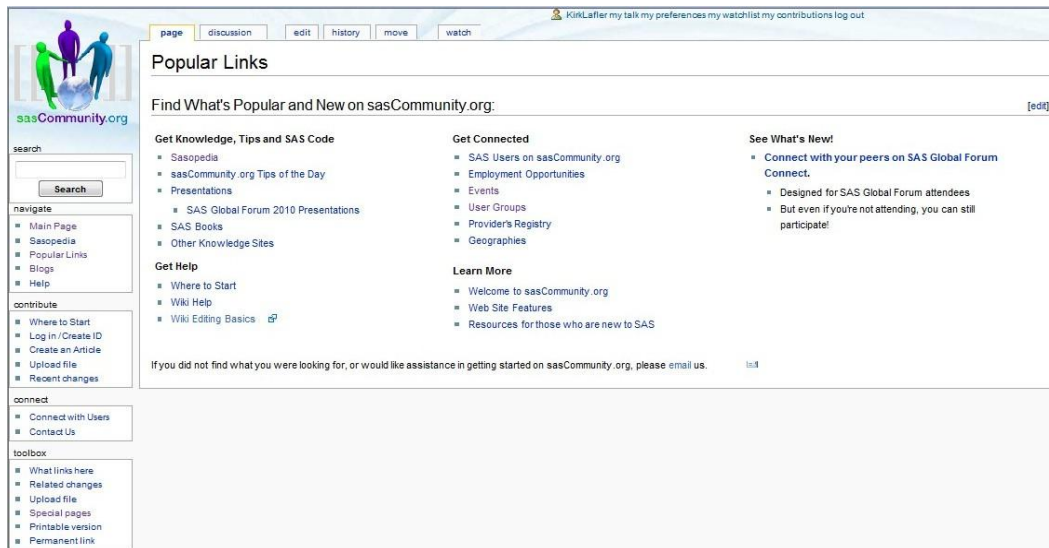 KirkLafler my talk my preferences my watchlist my contributions log out
page discussion edit history move watch
sasCommunity.org
search
Search
navigate
Main Page
Sasopedia
Popular Links
Blogs
Help
contribute
Where to Start
Log in / Create ID
Create an Article
Upload file
Recent changes
connect
Connect with Users
Contact Us
toolbox
What links here
Related changes
Upload file
Special pages
Printable version
Permanent link
Popular Links
Find What's Popular and New on sasCommunity.org:
[edit]
Get Knowledge, Tips and SAS Code
Sasopedia
sasCommunity.org Tips of the Day
Presentations
SAS Global Forum 2010 Presentations
SAS Books
Other Knowledge Sites
Get Help
Where to Start
Wiki Help
Wiki Editing Basics
Get Connected
SAS Users on sasCommunity.org
Employment Opportunities
Events
User Groups
Provider's Registry
Geographies
Learn More
Welcome to sasCommunity.org
Web Site Features
Resources for those who are new to SAS
See What's New!
Connect with your peers on SAS Global Forum
Connect.
Designed for SAS Global Forum attendees
But even if you're not attending, you can still
participate!
If you did not find what you were looking for, or would like assistance in getting started on sasCommunity.org, please email us.